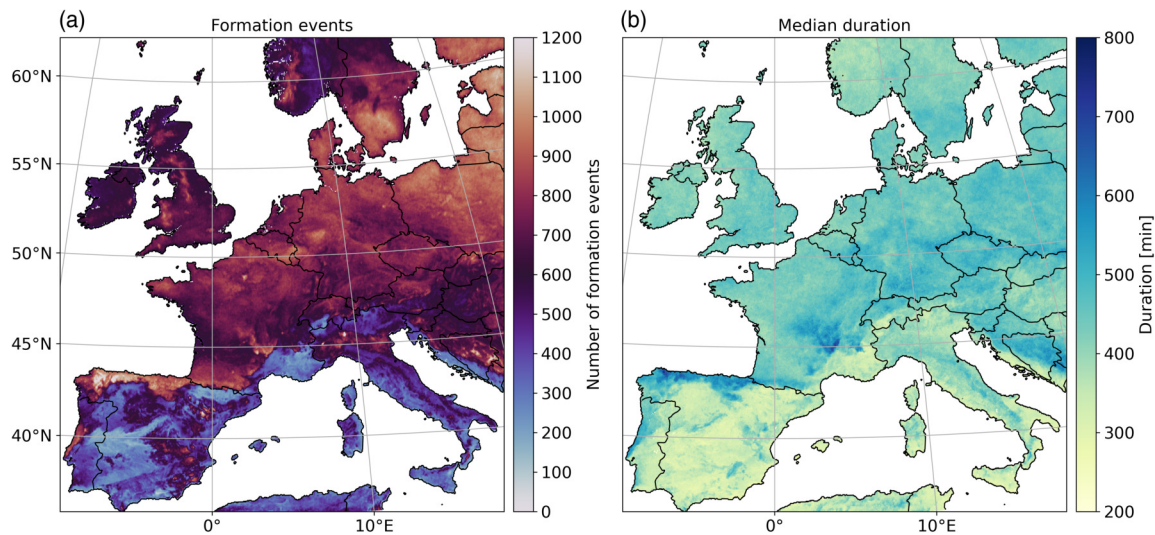 (a) Formation events
60°N
55°N
50°N
45°N
40°N
0°
10°E
1200
1100
1000
900
800
700
600
500
400
300
200
100
0
Number of formation events
(b) Median duration
0°
10°E
800
700
600
500
400
300
200
Duration [min]